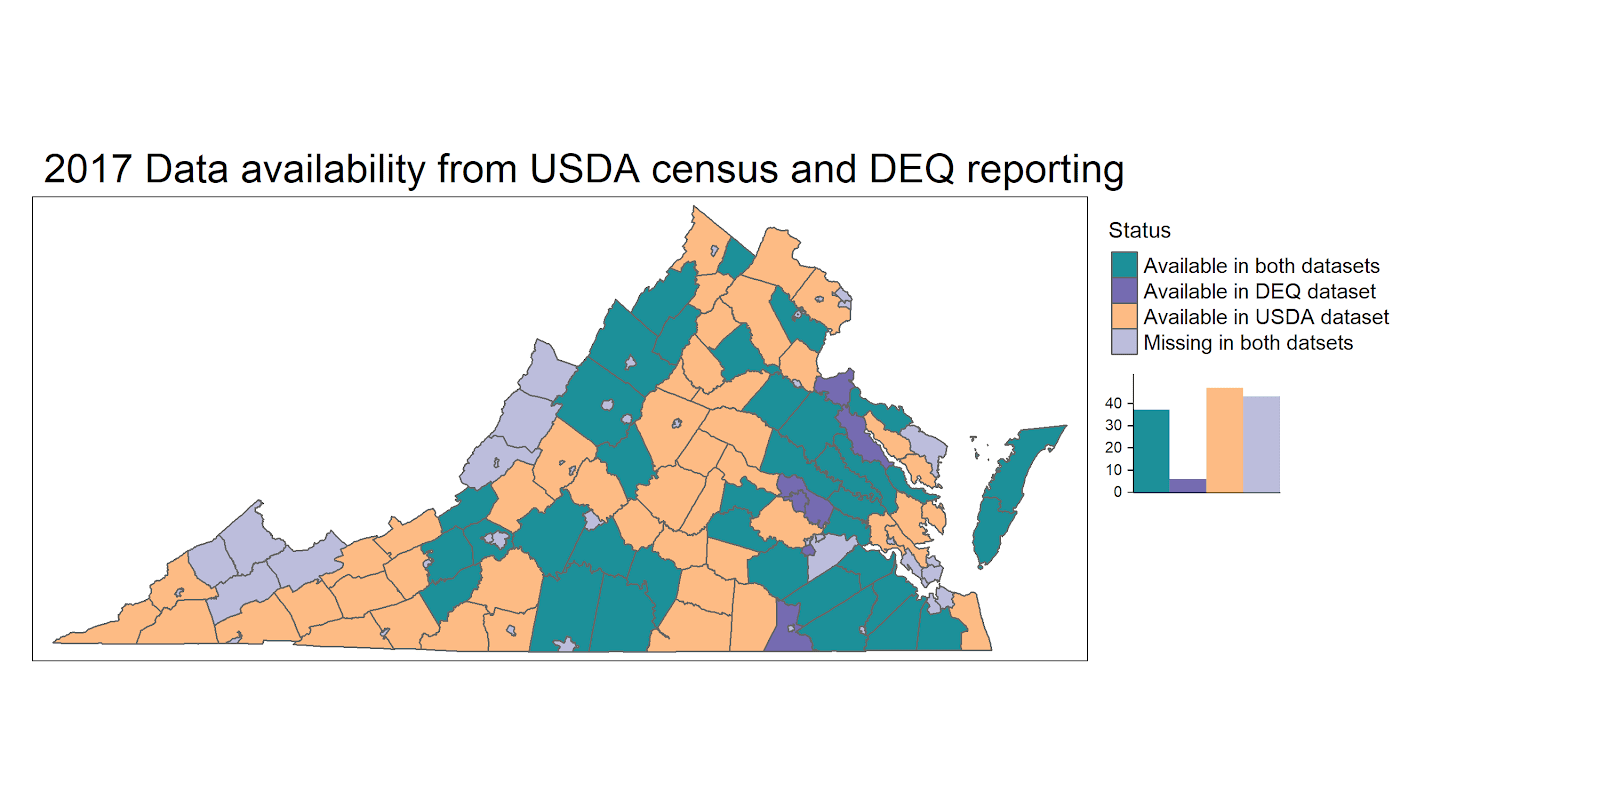 2017 Data availability from USDA census and DEQ reporting
Status
Available in both datasets
Available in DEQ dataset
Available in USDA dataset
Missing in both datsets
40
30
20
10
0